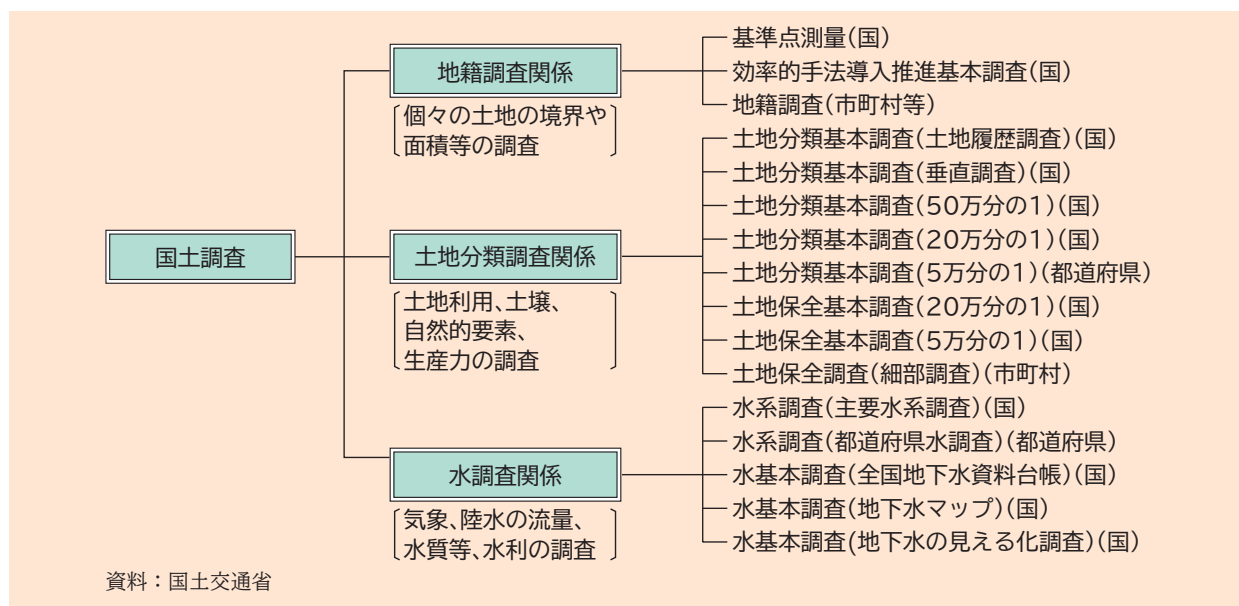 国土調査
地籍調査関係
個々の土地の境界や
面積等の調査
基準点測量(国)
効率的手法導入推進基本調査(国)
地籍調査(市町村等)
土地分類調査関係
土地利用、土壌、
自然的要素、
生産力の調査
土地分類基本調査(土地履歴調査)(国)
土地分類基本調査(垂直調査)(国)
土地分類基本調査(50万分の1)(国)
土地分類基本調査(20万分の1)(国)
土地分類基本調査(5万分の1)(都道府県)
土地保全基本調査(20万分の1)(国)
土地保全基本調査(5万分の1)(国)
土地保全調査(細部調査)(市町村)
水調査関係
気象、陸水の流量、
水質等、水利の調査
水系調査(主要水系調査)(国)
水系調査(都道府県水調査)(都道府県)
水基本調査(全国地下水資料台帳)(国)
水基本調査(地下水マップ)(国)
水基本調査(地下水の見える化調査)(国)
資料：国土交通省